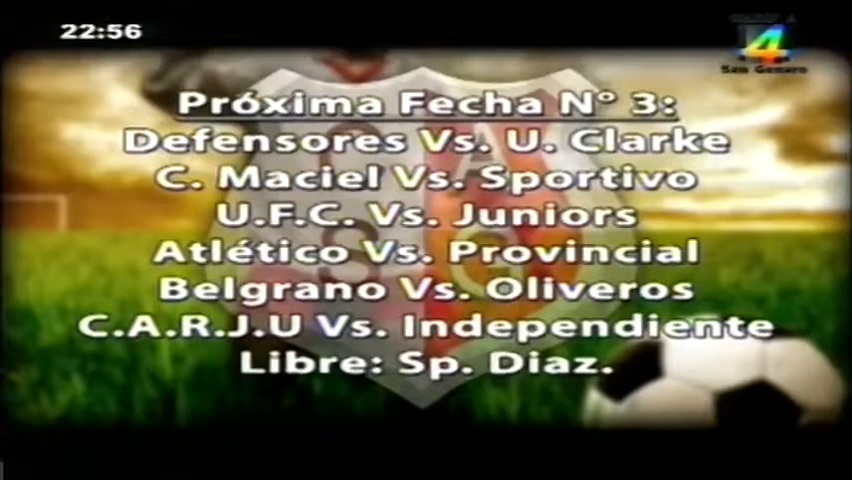 22:56
4
San Genaro
Próxima Fecha N° 3:
Defensores Vs. U. Clarke
C. Maciel Vs. Sportivo
U.F.C. Vs. Juniors
Atlético Vs. Provincial
Belgrano Vs. Oliveros
C.A.R.J.U Vs. Independiente
Libre: Sp. Diaz.